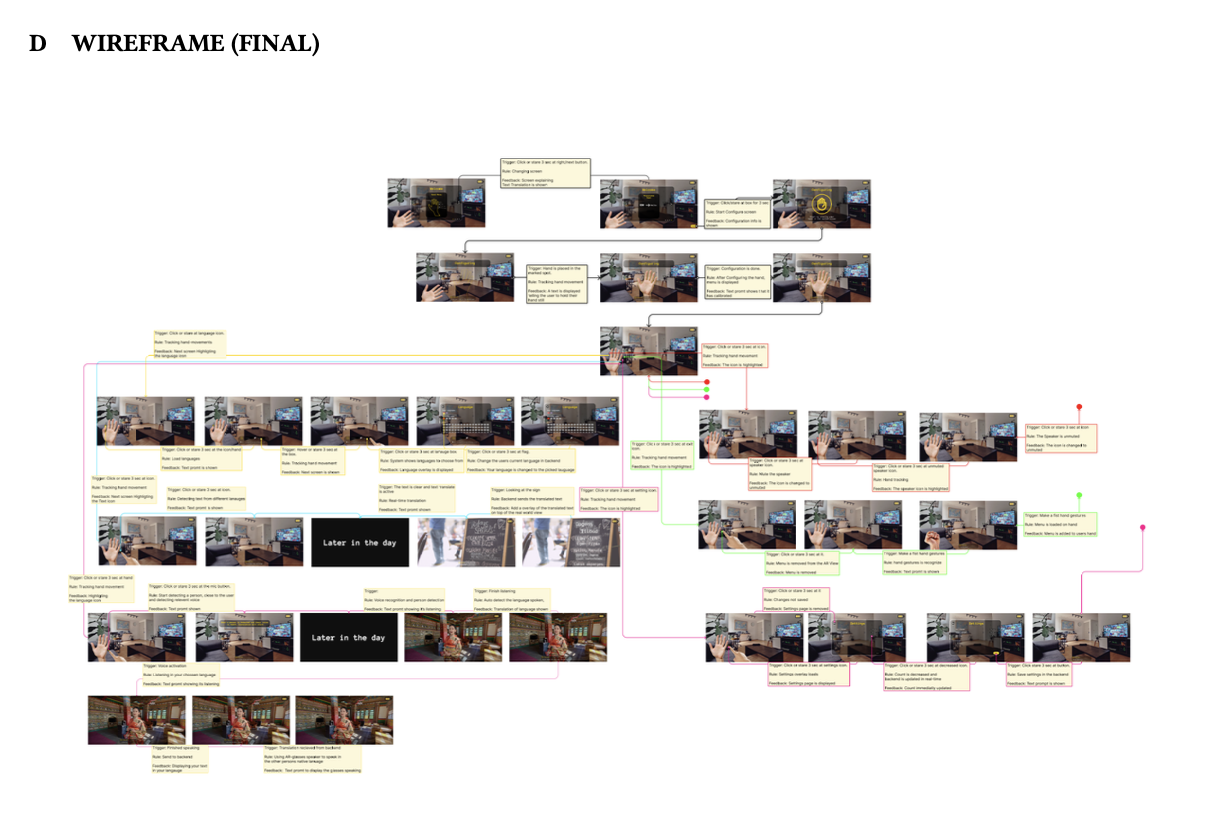 D WIREFRAME (FINAL)
Trigger: Click or stare 3 sec at right/next button.
Rule: Changing screen
Feedback: Screen explaining
Text Translation is shown
Trigger: Click/stare at box for 3 sec
Rule: Start Configure screen
Feedback: Configuration info is
shown
Trigger: Hand is placed in the
marked spot.
Rule: Tracking hand movement
Feedback: A text is displayed
telling the user to hold their
hand still
Trigger: Configuration is done.
Rule: After Configuring the hand,
menu is displayed
Feedback: Text promt shows that it
has calibrated
Trigger: Click or stare at language icon.
Rule: Tracking hand movements
Feedback: Next screen Highligting
the language icon
Trigger: Click or stare 3 sec at icon.
Rule: Tracking hand movement
Feedback: The icon is highlighted
Trigger: Click or stare 3 sec at the icon/hand.
Rule: Load languages
Feedback: Text promt is shown
Trigger: Hover or stare 3 sec at
the box.
Rule: Tracking hand movement
Feedback: Next screen is shown
Trigger: Click or stare 3 sec at language box.
Rule: System shows languages to choose from
Feedback: Language overlay is displayed
Trigger: Click or stare 3 sec at flag.
Rule: Change the users current language in backend
Feedback: Your language is changed to the picked language
Trigger: Click or stare 3 sec at exit
icon.
Rule: Tracking hand movement
Feedback: The icon is highlighted
Trigger: Click or stare 3 sec at
speaker icon.
Rule: Mute the speaker
Feedback: The icon is changed to
unmuted
Trigger: Click or stare 3 sec at unmuted
speaker icon.
Rule: Hand tracking
Feedback: The speaker icon is highlighted
Trigger: Click or stare 3 sec at icon
Rule: The Speaker is unmuted
Feedback: The icon is changed to
unmuted
Trigger: Click or stare 3 sec at icon.
Rule: Tracking hand movement
Feedback: Next screen Highligting
the Text icon
Trigger: Click or stare 3 sec at icon.
Rule: Detecting text from different languages
Feedback: Text promt is shown
Trigger: The text is clear and text' translate
is active
Rule: Real-time translation
Feedback: Text promt shown
Trigger: Looking at the sign
Rule: Backend sends the translated text
Feedback: Add a overlay of the translated text
on top of the real world view
Trigger: Click or stare 3 sec at setting icon
Rule: Tracking hand movement
Feedback: The icon is highlighted
Later in the day
Trigger: Click or stare 3 sec at it
Rule: Menu is removed from the AR View
Feedback: Menu is removed
Trigger: Make a fist hand gestures
Rule: hand gestures is recognize
Feedback: Text promt is shown
Trigger: Make a fist hand gestures
Rule: Menu is loaded on hand
Feedback: Menu is added to users hand
Trigger: Click or stare 3 sec at hand
Rule: Tracking hand movement
Feedback: Highligting
the language icon
Trigger: Click or stare 3 sec at the mic button.
Rule: Start detecting a person, close to the user
and detecting relevant voice
Feedback: Text promt shown
Trigger:
Rule: Voice recognition and person detection
Feedback: Text promt showing it's listening
Trigger: Finish listening
Rule: Auto detect the language spoken.
Feedback: Translation of language shown
Later in the day
Trigger: Click or stare 3 sec at it
Rule: Changes not saved
Feedback: Settings page is removed
Trigger: Click or stare 3 sec at settings icon.
Rule: Settings overlay loads
Feedback: Settings page is displayed
Trigger: Click or stare 3 sec at decreased icon.
Rule: Count is decreased and
backend is updated in real-time
Feedback: Count immediatly updated
Trigger: Click or stare 3 sec at button.
Rule: Save settings in the backend
Feedback: Text prompt is shown
Trigger: Voice activation
Rule: Listening in your choosen language
Feedback: Text promt showing its listening
Trigger: Finished speaking.
Rule: Send to backend
Feedback: Displaying your text
in your language
Trigger: Translation recieved from backend
Rule: Using AR-glasses speaker to speak in
the other persons native language
Feedback: Text promt to display the glasses speaking